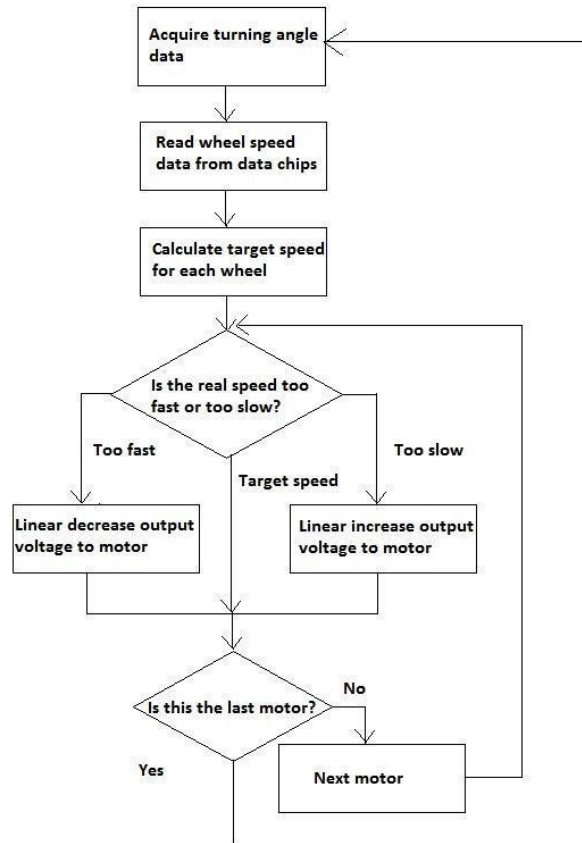 Acquire turning angle
data
Read wheel speed
data from data chips
Calculate target speed
for each wheel
Is the real speed too
fast or too slow?
Too fast
Too slow
Target speed
Linear decrease output
voltage to motor
Linear increase output
voltage to motor
Is this the last motor?
No
Yes
Next motor